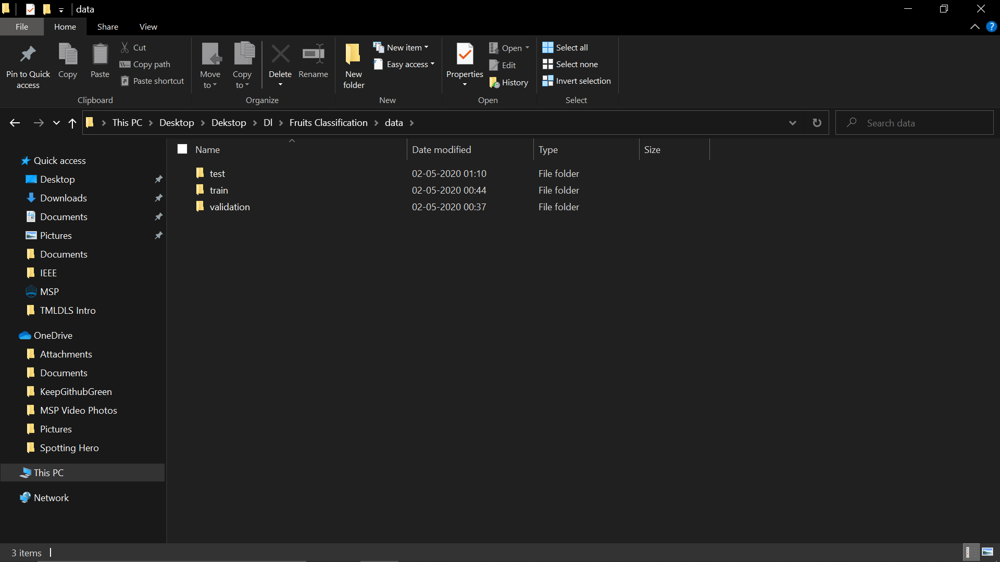 data
File Home Share View
Pin to Quick access
Copy
Paste
Cut
Copy path
Paste shortcut
Clipboard
Move to
Copy to
Delete
Rename
Organize
New folder
New item
Easy access
New
Properties
Open
Edit
History
Open
Select all
Select none
Invert selection
Select
This PC > Desktop > Dekstop > Dl > Fruits Classification > data >
Search data
Quick access
Desktop
Downloads
Documents
Pictures
Documents
IEEE
MSP
TMLDLS Intro
OneDrive
Attachments
Documents
KeepGithubGreen
MSP Video Photos
Pictures
Spotting Hero
This PC
Network
Name Date modified Type Size
test 02-05-2020 01:10 File folder
train 02-05-2020 00:44 File folder
validation 02-05-2020 00:37 File folder
3 items